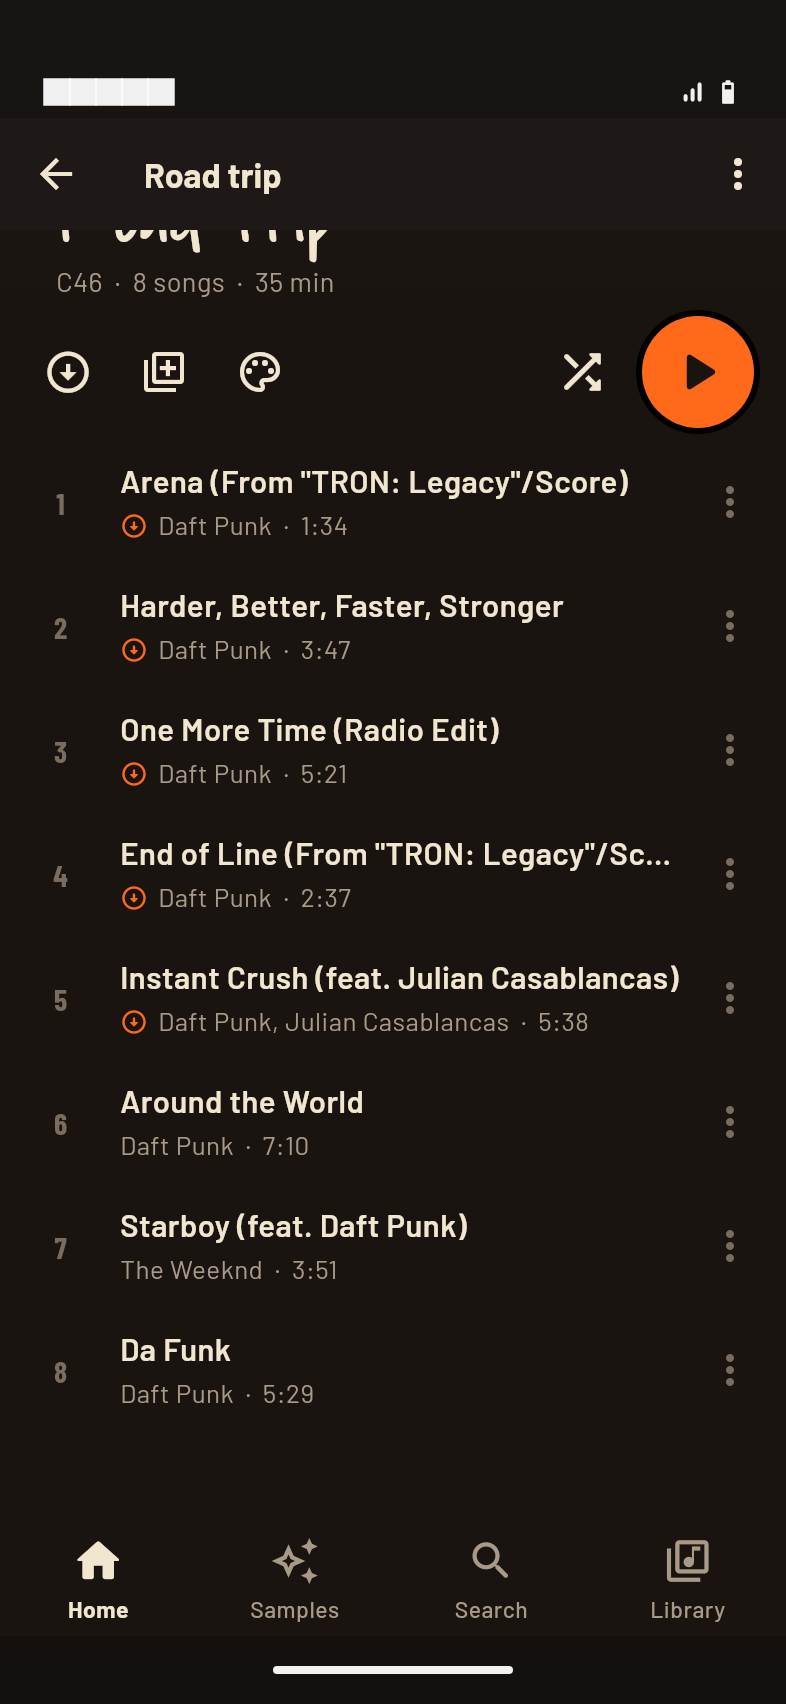 Road trip
C46 · 8 songs · 35 min
1
Arena (From "TRON: Legacy"/Score)
Daft Punk · 1:34
2
Harder, Better, Faster, Stronger
Daft Punk · 3:47
3
One More Time (Radio Edit)
Daft Punk · 5:21
4
End of Line (From "TRON: Legacy"/Sc...
Daft Punk · 2:37
5
Instant Crush (feat. Julian Casablancas)
Daft Punk, Julian Casablancas · 5:38
6
Around the World
Daft Punk · 7:10
7
Starboy (feat. Daft Punk)
The Weeknd · 3:51
8
Da Funk
Daft Punk · 5:29
Home
Samples
Search
Library